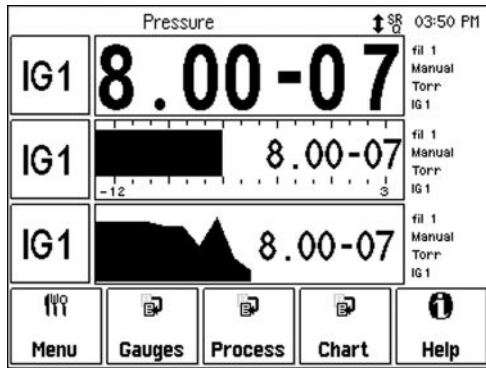 Pressure SRQ 03:50 PM
IG1 8.00-07 fil 1
Manual
Torr
IG 1
IG1 8.00-07 fil 1
-12 3 Manual
Torr
IG 1
IG1 8.00-07 fil 1
Manual
Torr
IG 1
Menu Gauges Process Chart Help